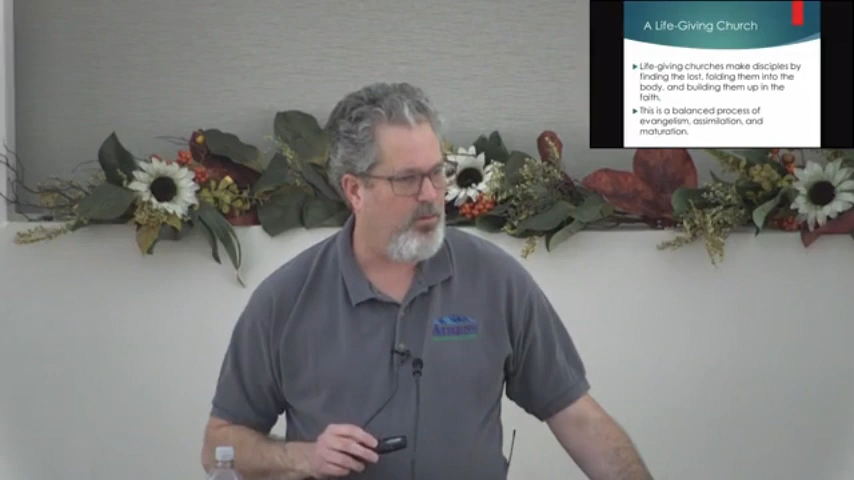 A Life-Giving Church
Life-giving churches make disciples by
finding the lost, folding them into the
body, and building them up in the
faith.
This is a balanced process of
evangelism, assimilation, and
maturation.